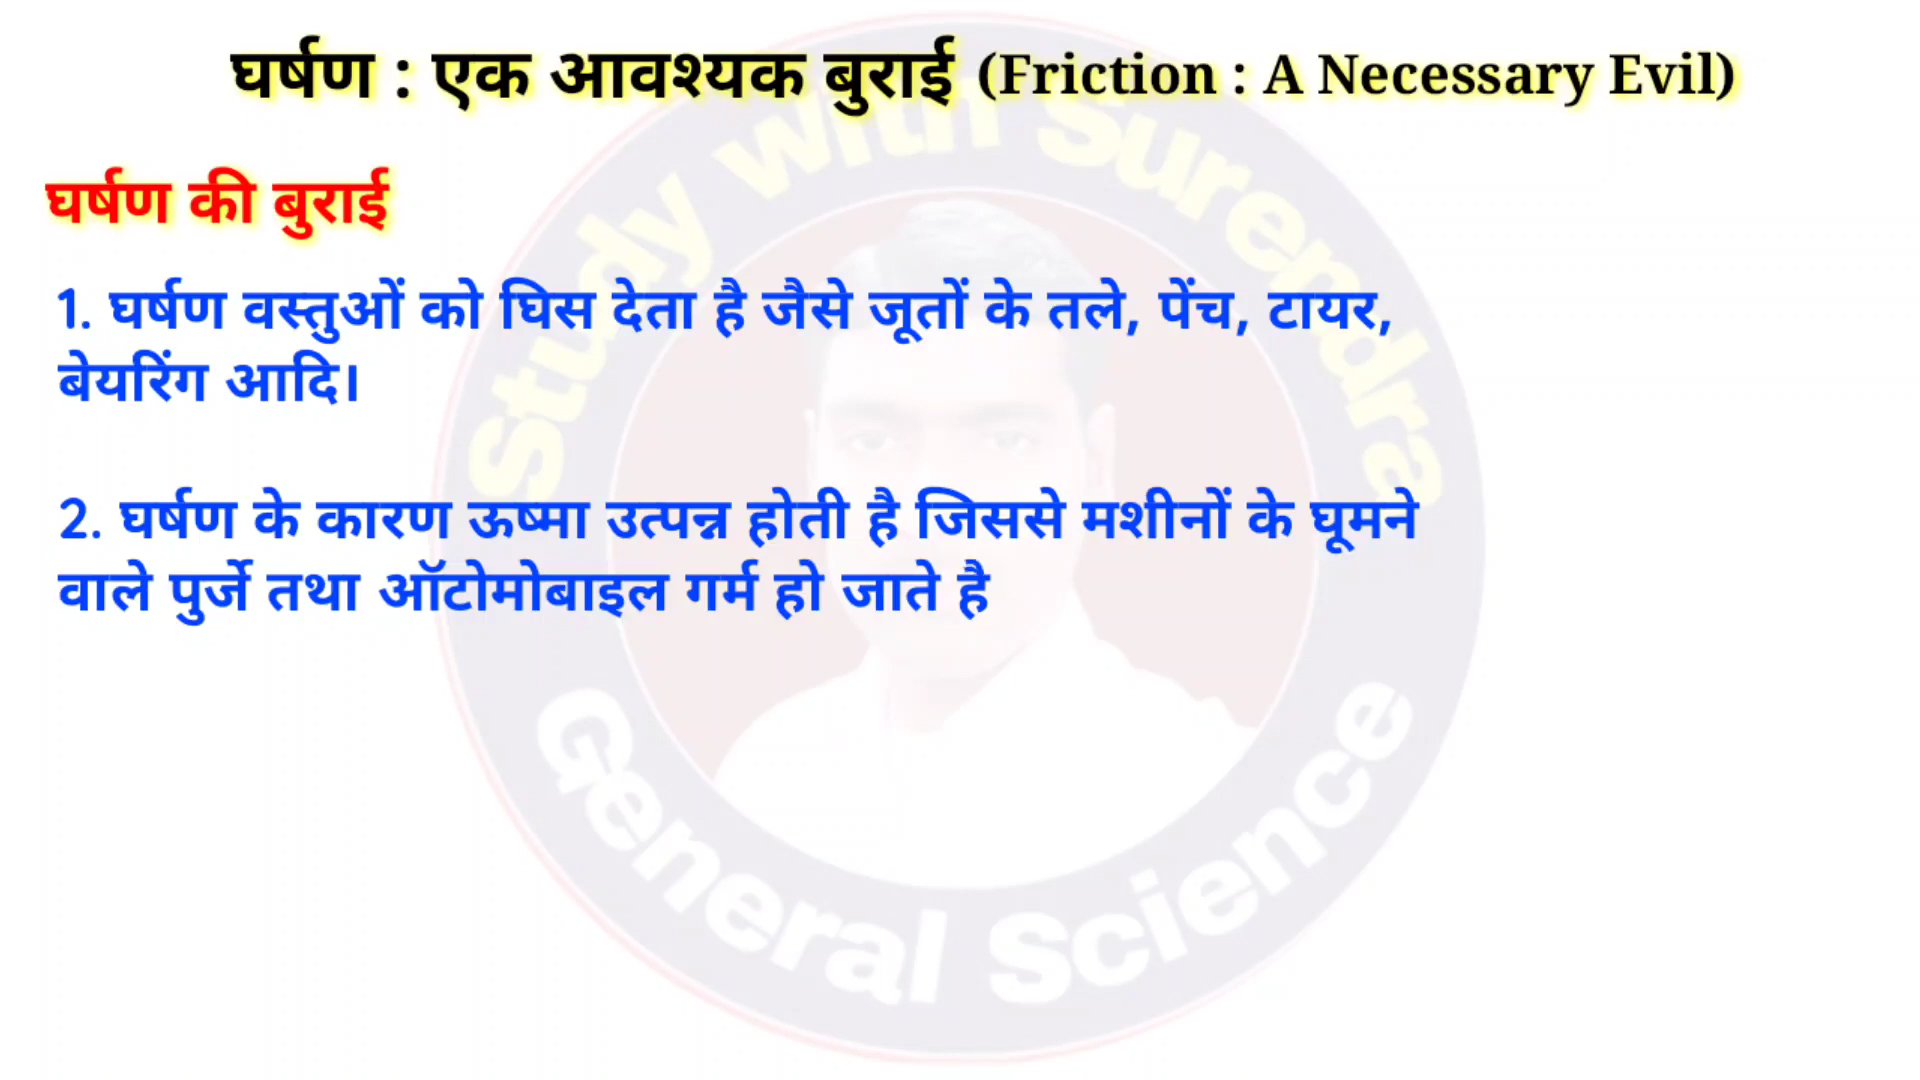 घर्षण : एक आवश्यक बुराई (Friction : A Necessary Evil)
घर्षण की बुराई
1. घर्षण वस्तुओं को घिस देता है जैसे जूतों के तले, पेंच, टायर,
बेयरिंग आदि।
2. घर्षण के कारण ऊष्मा उत्पन्न होती है जिससे मशीनों के घूमने
वाले पुर्जे तथा ऑटोमोबाइल गर्म हो जाते है
Study with Surendra
General Science